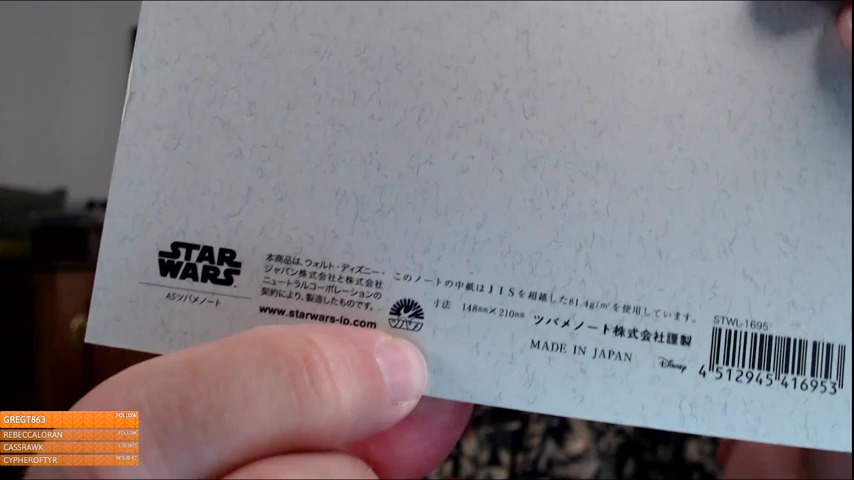 STAR
WARS
A5ツバメノート
本商品は、ウォルト・ディズニー・
ジャパン株式会社と株式会社
ニュートラルコーポレーションの
契約により、製造したものです。
www.starwars-jp.com
このノートの中紙はJISを超越した81.4g/㎡を使用しています。
ツバメ
寸法 148mm×210mm ツバメノート株式会社謹製
MADE IN JAPAN
Disney
STWL-1695
4 512945 416953
GREGT863 FOLLOW
REBECCALORAN FOLLOW
CASSRAWK
CYPHEROFTYR